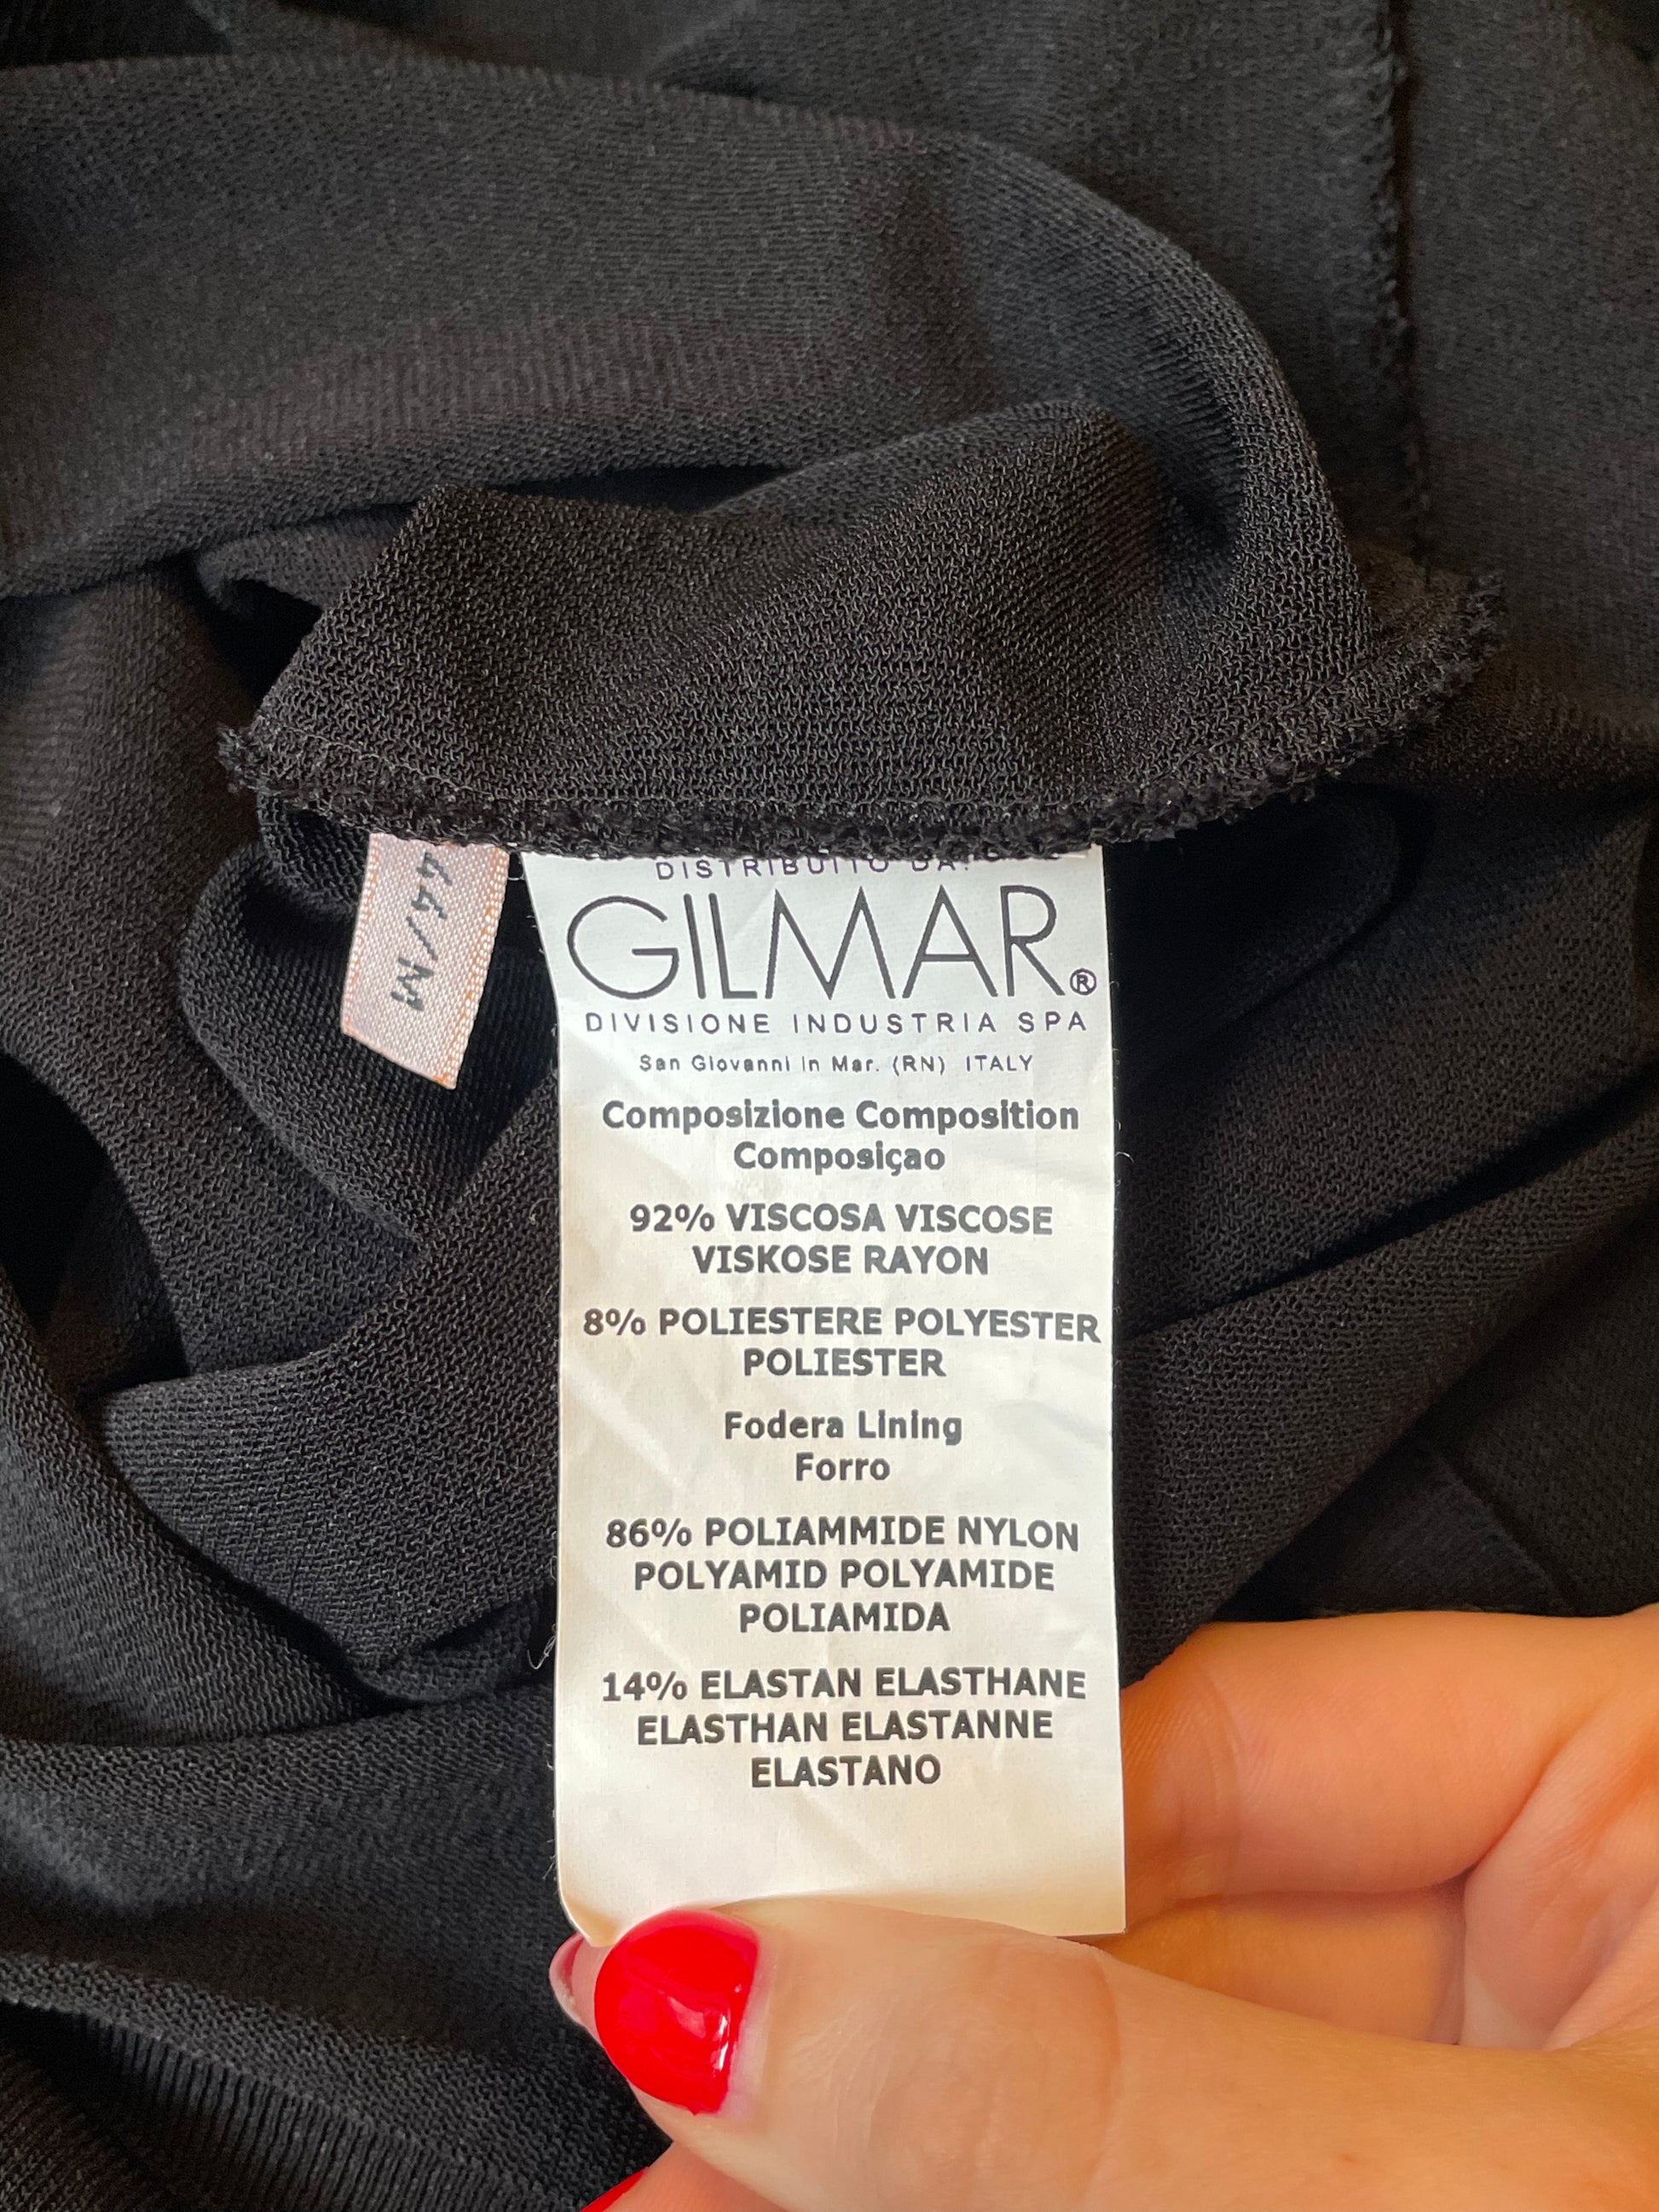 44/M
DISTRIBUITO DA:
GILMAR®
DIVISIONE INDUSTRIA SPA
San Giovanni in Mar. (RN) ITALY
Composizione Composition
Composiçao
92% VISCOSA VISCOSE
VISKOSE RAYON
8% POLIESTERE POLYESTER
POLIESTER
Fodera Lining
Forro
86% POLIAMMIDE NYLON
POLYAMID POLYAMIDE
POLIAMIDA
14% ELASTAN ELASTHANE
ELASTHAN ELASTANNE
ELASTANO